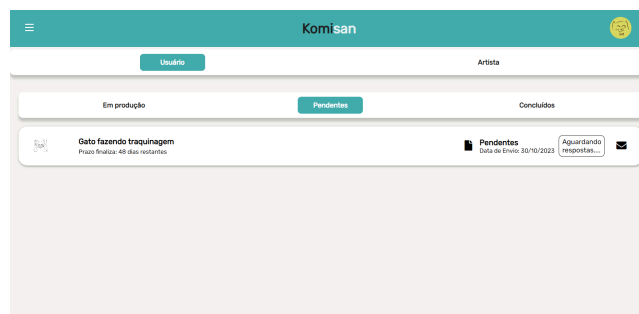 Komisan
Usuário
Artista
Em produção
Pendentes
Concluídos
Gato fazendo traquinagem
Prazo finaliza: 48 dias restantes
Pendentes
Data de Envio: 30/10/2023
Aguardando
respostas...